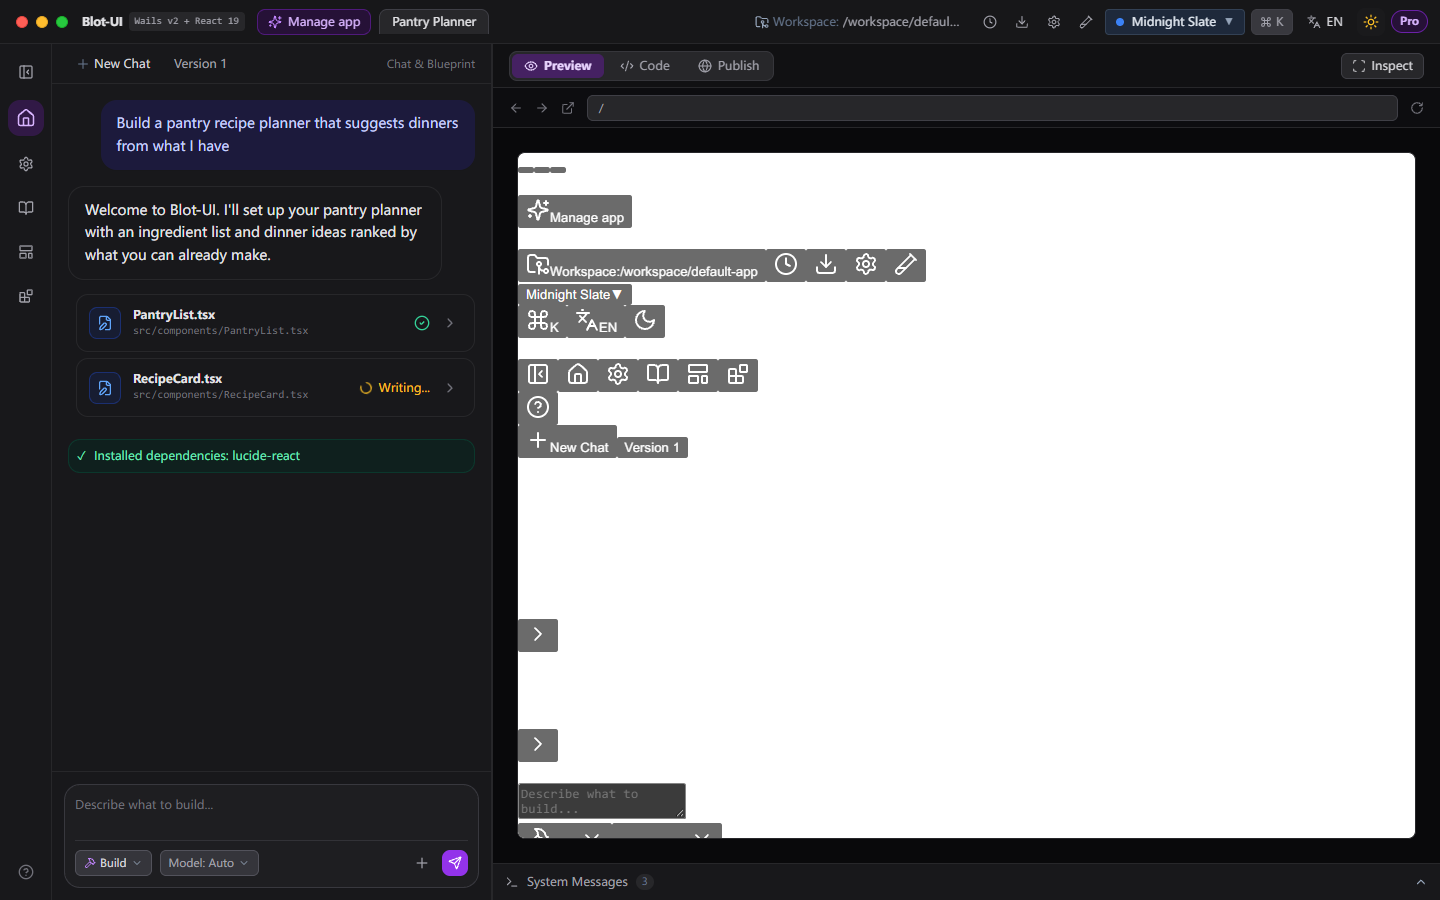 Blot-UI
Wails v2 + React 19
Manage app
Pantry Planner
Workspace: /workspace/defaul...
Midnight Slate ▼
⌘ K
EN
Pro
New Chat
Version 1
Chat & Blueprint
Build a pantry recipe planner that suggests dinners
from what I have
Welcome to Blot-UI. I'll set up your pantry planner
with an ingredient list and dinner ideas ranked by
what you can already make.
PantryList.tsx
src/components/PantryList.tsx
RecipeCard.tsx
src/components/RecipeCard.tsx
Writing...
✓ Installed dependencies: lucide-react
Describe what to build...
Build
Model: Auto
Preview
Code
Publish
Inspect
/
Manage app
Workspace:/workspace/default-app
Midnight Slate▼
⌘K
EN
New Chat
Version 1
Describe what to
build...
System Messages 3